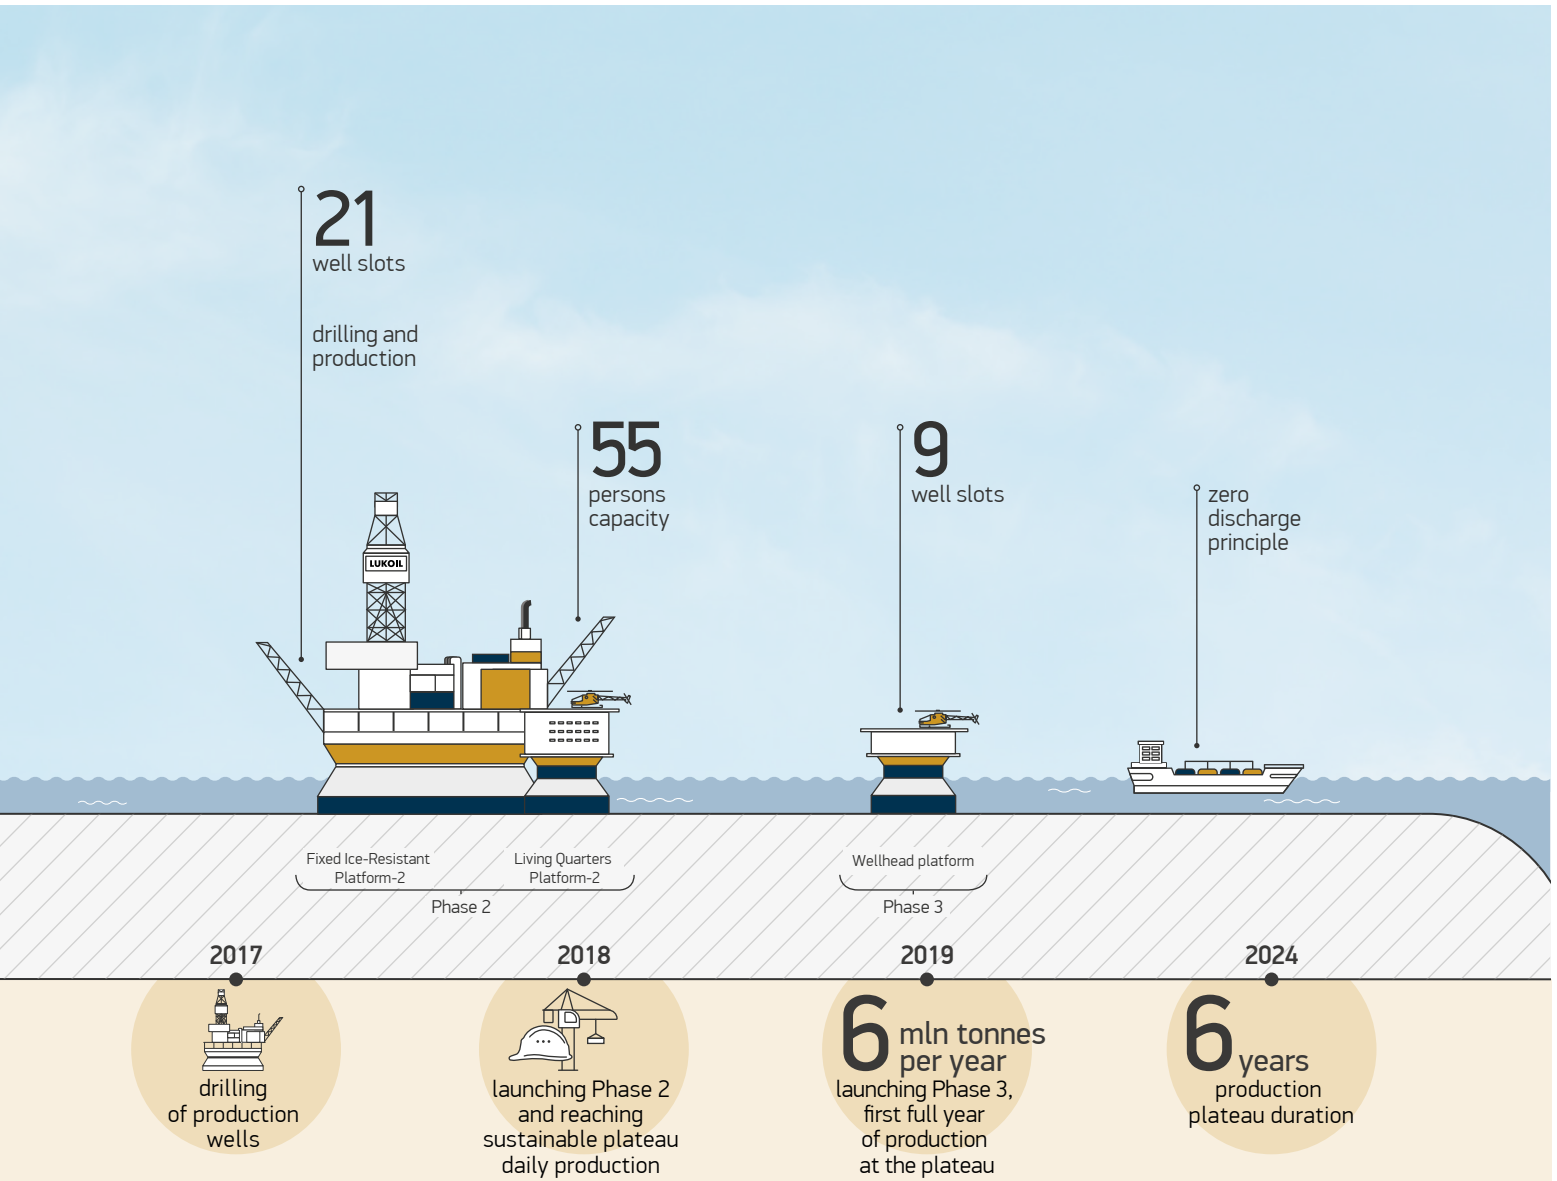 21
well slots
drilling and
production
55
persons
capacity
9
well slots
zero
discharge
principle
LUKOIL
Fixed Ice-Resistant
Platform-2
Living Quarters
Platform-2
Phase 2
Wellhead platform
Phase 3
2017
drilling
of production
wells
2018
launching Phase 2
and reaching
sustainable plateau
daily production
2019
6 mln tonnes
per year
launching Phase 3,
first full year
of production
at the plateau
2024
6 years
production
plateau duration